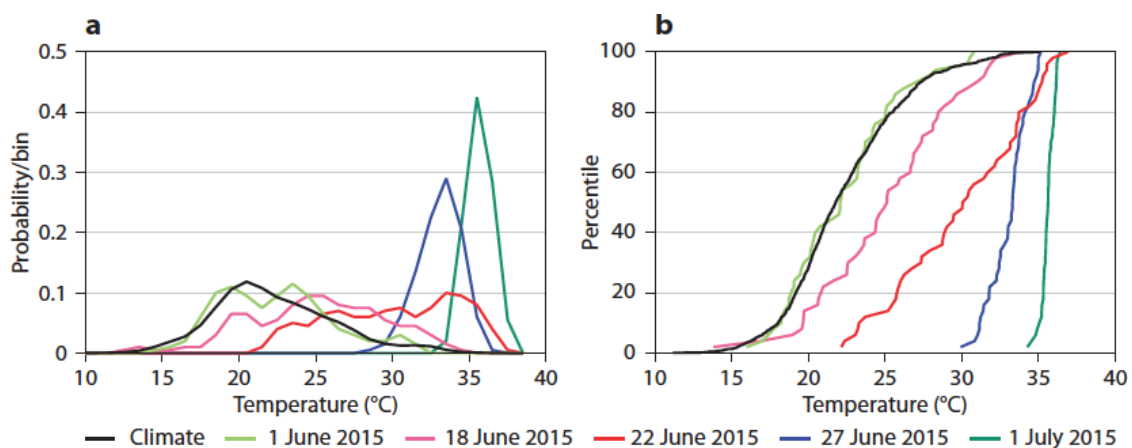 a
b
0.5
0.4
0.3
0.2
0.1
0
Probability/bin
10 15 20 25 30 35 40
Temperature (°C)
100
80
60
40
20
0
Percentile
10 15 20 25 30 35 40
Temperature (°C)
Climate 1 June 2015 18 June 2015 22 June 2015 27 June 2015 1 July 2015